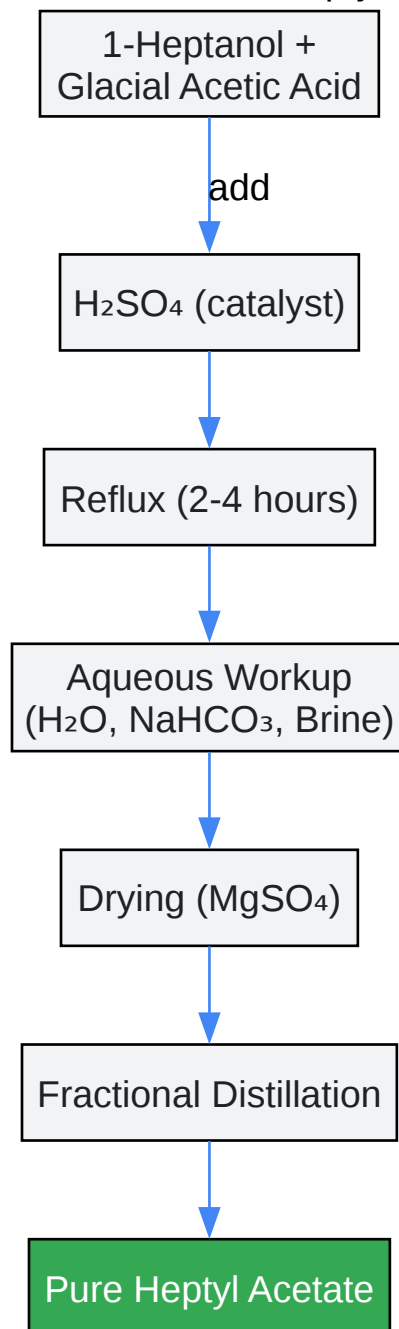 1-Heptanol +
Glacial Acetic Acid
add
H₂SO₄ (catalyst)
Reflux (2-4 hours)
Aqueous Workup
(H₂O, NaHCO₃, Brine)
Drying (MgSO₄)
Fractional Distillation
Pure Heptyl Acetate